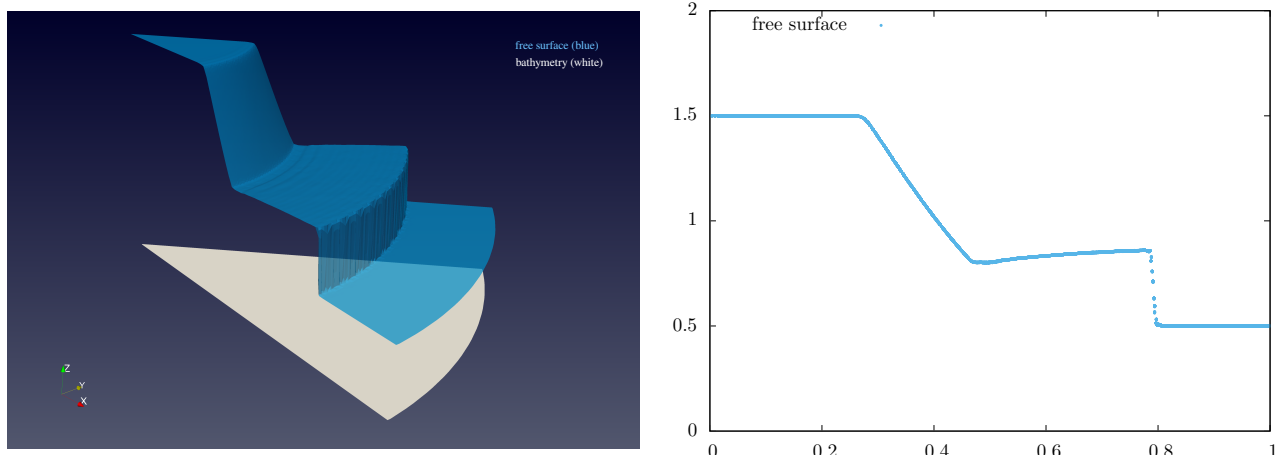 free surface (blue)
bathymetry (white)
Z
Y
X
free surface
2
1.5
1
0.5
0
0 0.2 0.4 0.6 0.8 1